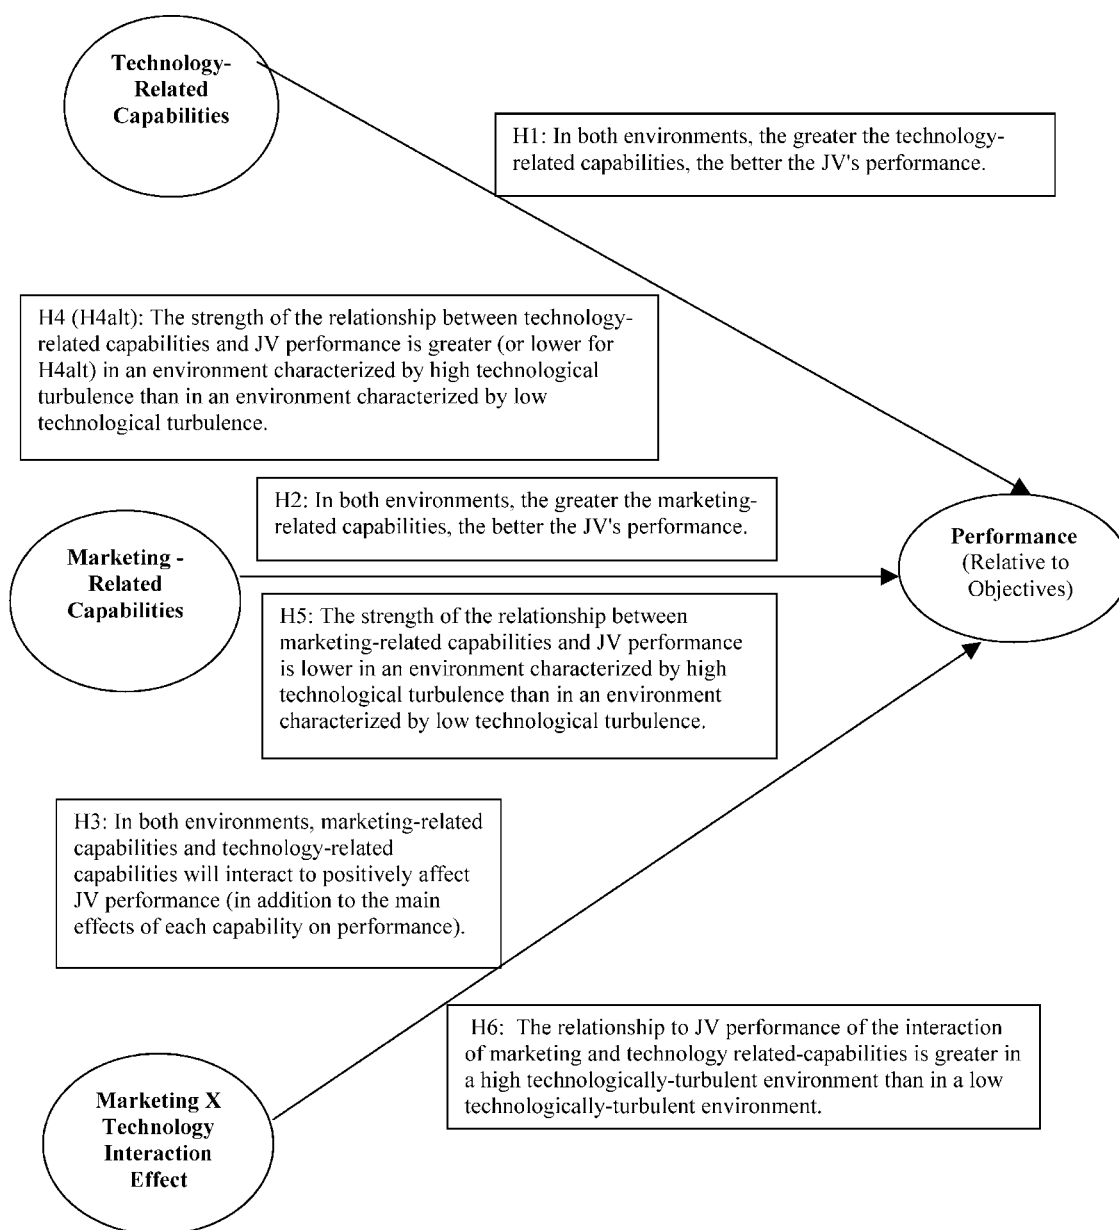 Technology-
Related
Capabilities
H1: In both environments, the greater the technology-
related capabilities, the better the JV's performance.
H4 (H4alt): The strength of the relationship between technology-
related capabilities and JV performance is greater (or lower for
H4alt) in an environment characterized by high technological
turbulence than in an environment characterized by low
technological turbulence.
H2: In both environments, the greater the marketing-
related capabilities, the better the JV's performance.
Marketing -
Related
Capabilities
Performance
(Relative to
Objectives)
H5: The strength of the relationship between
marketing-related capabilities and JV performance
is lower in an environment characterized by high
technological turbulence than in an environment
characterized by low technological turbulence.
H3: In both environments, marketing-related
capabilities and technology-related
capabilities will interact to positively affect
JV performance (in addition to the main
effects of each capability on performance).
H6:  The relationship to JV performance of the interaction
of marketing and technology related-capabilities is greater in
a high technologically-turbulent environment than in a low
technologically-turbulent environment.
Marketing X
Technology
Interaction
Effect